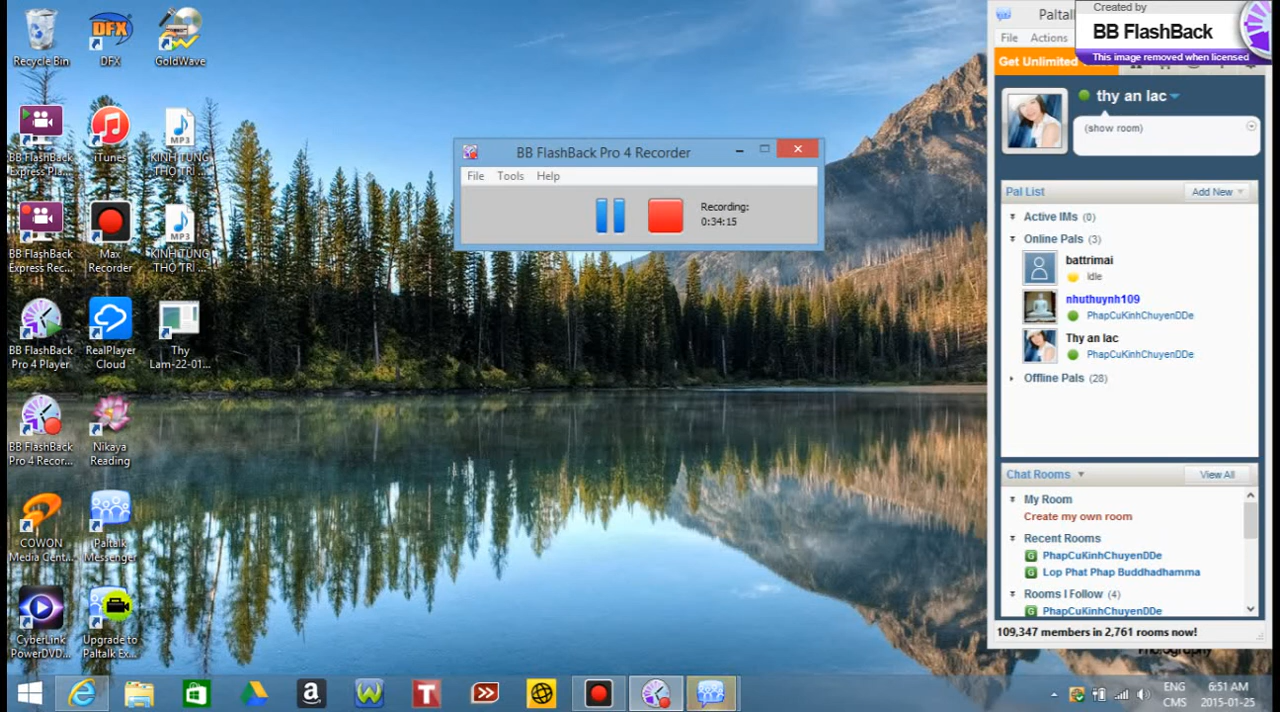 Recycle Bin
DFX
GoldWave
BB FlashBack
Express Pla...
iTunes
MP3
KINH TUNG
THO TRI ...
BB FlashBack
Express Rec...
Max
Recorder
MP3
KINH TUNG
THO TRI ...
BB FlashBack
Pro 4 Player
RealPlayer
Cloud
Thy
Lam-22-01...
BB FlashBack
Pro 4 Recor...
Nikaya
Reading
COWON
Media Cent...
Paltalk
Messenger
CyberLink
PowerDVD...
Upgrade to
Paltalk Ex...
BB FlashBack Pro 4 Recorder
File Tools Help
Recording:
0:34:15
Created by
BB FlashBack
This image removed when licensed
File Actions
Get Unlimited
thy an lac
(show room)
Pal List Add New
Active IMs (0)
Online Pals (3)
battrimai
Idle
nhuthuynh109
PhapCuKinhChuyenDDe
Thy an lac
PhapCuKinhChuyenDDe
Offline Pals (28)
Chat Rooms View All
My Room
Create my own room
Recent Rooms
G PhapCuKinhChuyenDDe
G Lop Phat Phap Buddhadhamma
Rooms I Follow (4)
G PhapCuKinhChuyenDDe
109,347 members in 2,761 rooms now!
ENG 6:51 AM
CMS 2015-01-25